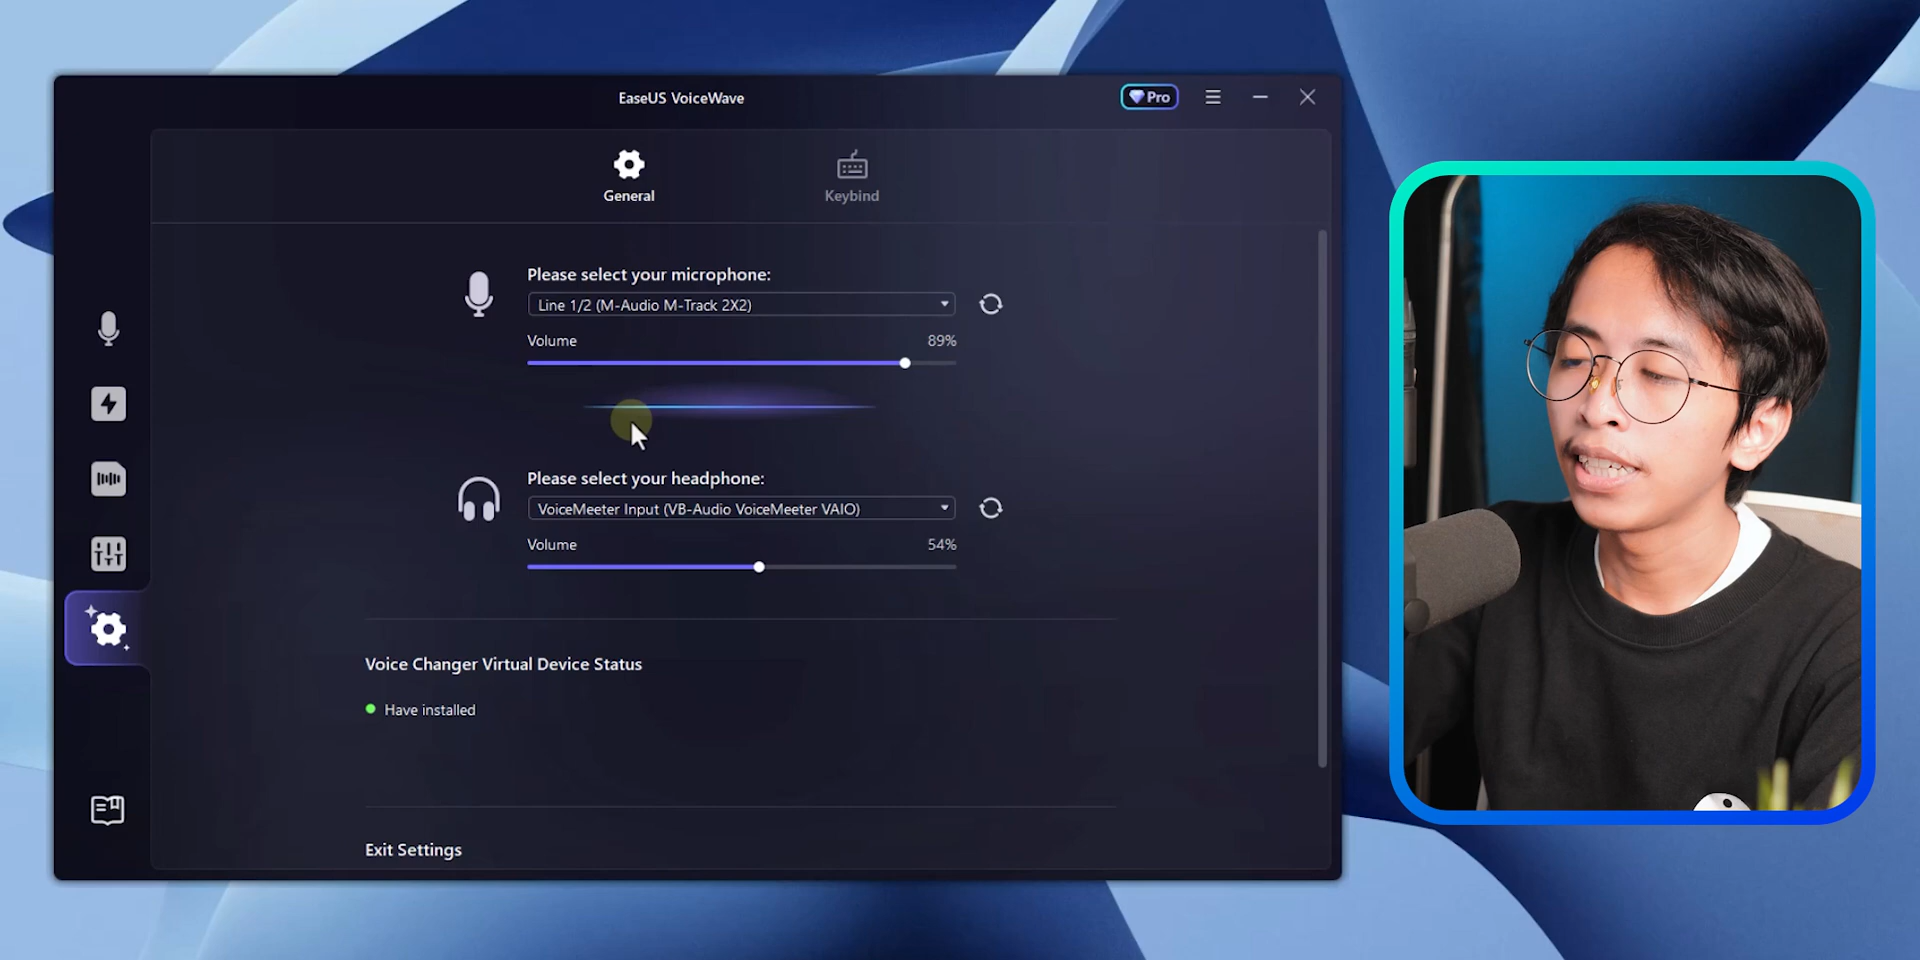 EaseUS VoiceWave
Pro
General
Keybind
Please select your microphone:
Line 1/2 (M-Audio M-Track 2X2)
Volume 89%
Please select your headphone:
VoiceMeeter Input (VB-Audio VoiceMeeter VAIO)
Volume 54%
Voice Changer Virtual Device Status
Have installed
Exit Settings